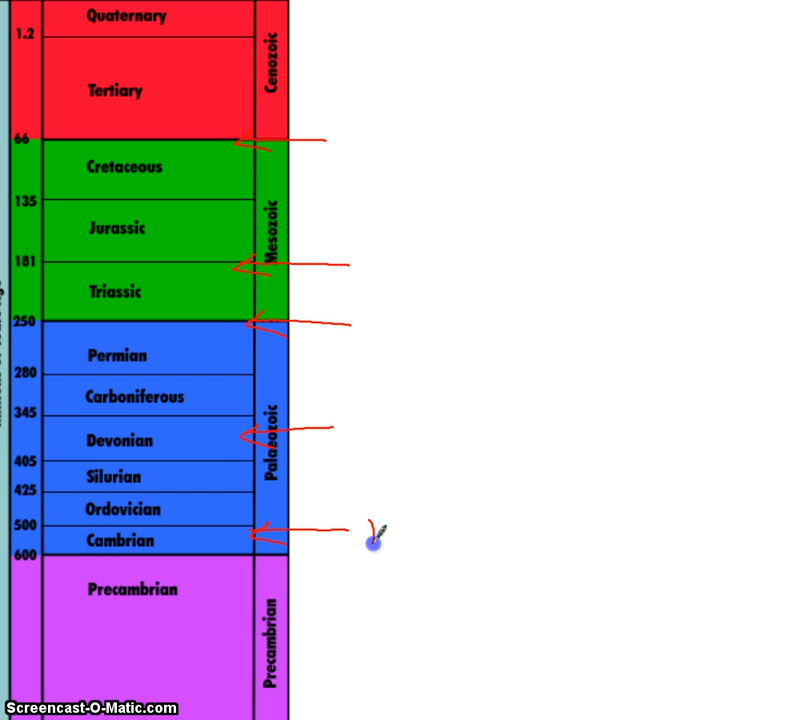 Quaternary
1.2
Cenozoic
Tertiary
66
Cretaceous
135
Mesozoic
Jurassic
181
Triassic
250
Permian
280
Carboniferous
345
Palaeozoic
Devonian
405
Silurian
425
Ordovician
500
Cambrian
600
Precambrian
Precambrian
Screencast-O-Matic.com